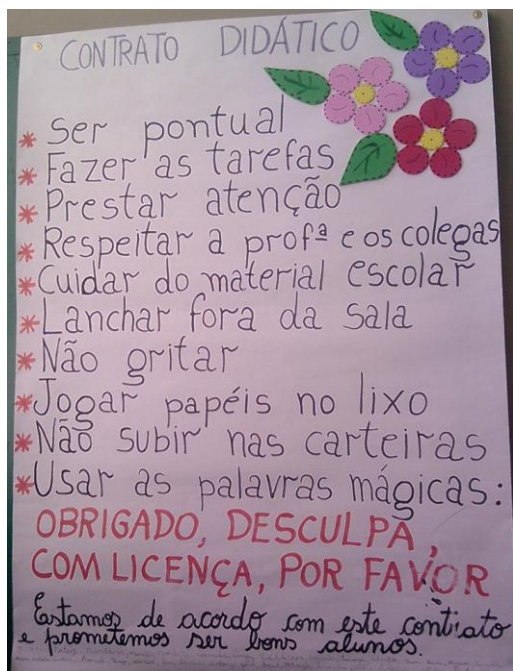 CONTRATO DIDÁTICO
* Ser pontual
* Fazer as tarefas
* Prestar atenção
* Respeitar a profª e os colegas
* Cuidar do material escolar
* Lanchar fora da sala
* Não gritar
* Jogar papéis no lixo
* Não subir nas carteiras
* Usar as palavras mágicas:
OBRIGADO, DESCULPA,
COM LICENÇA, POR FAVOR
Estamos de acordo com este contrato
e prometemos ser bons alunos.